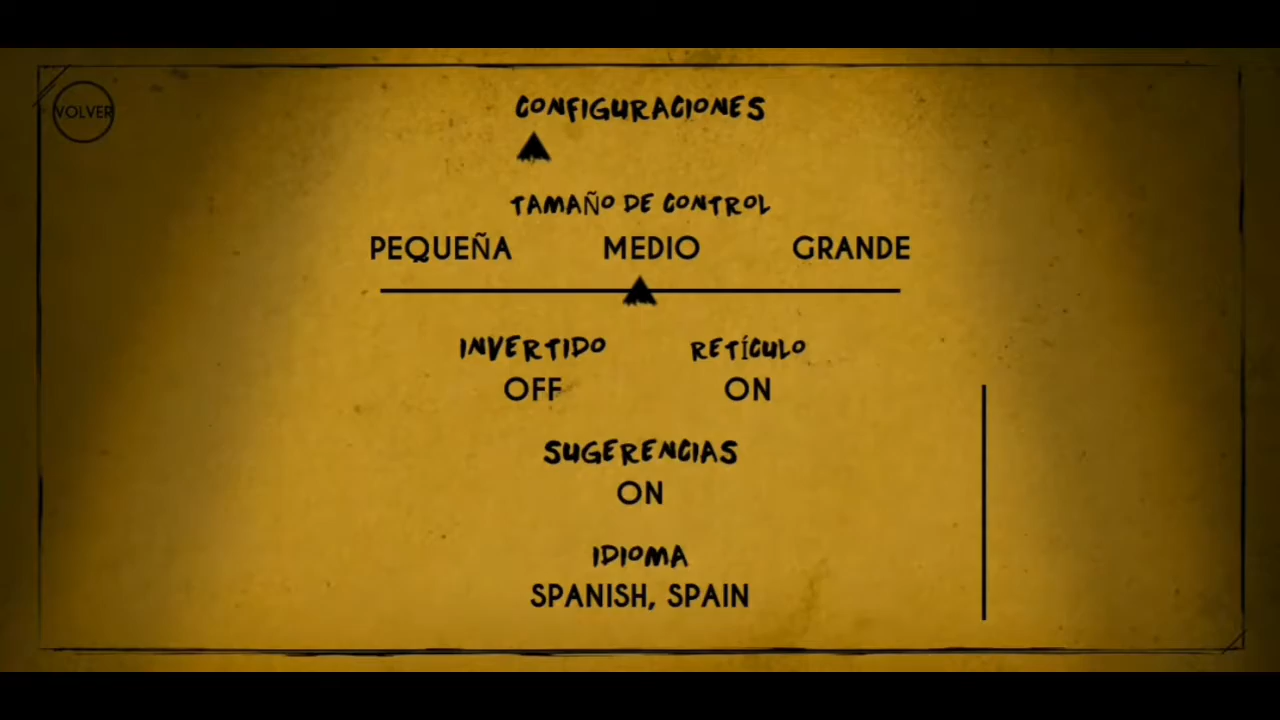 VOLVER
CONFIGURACIONES
TAMAÑO DE CONTROL
PEQUEÑA MEDIO GRANDE
INVERTIDO RETÍCULO
OFF ON
SUGERENCIAS
ON
IDIOMA
SPANISH, SPAIN